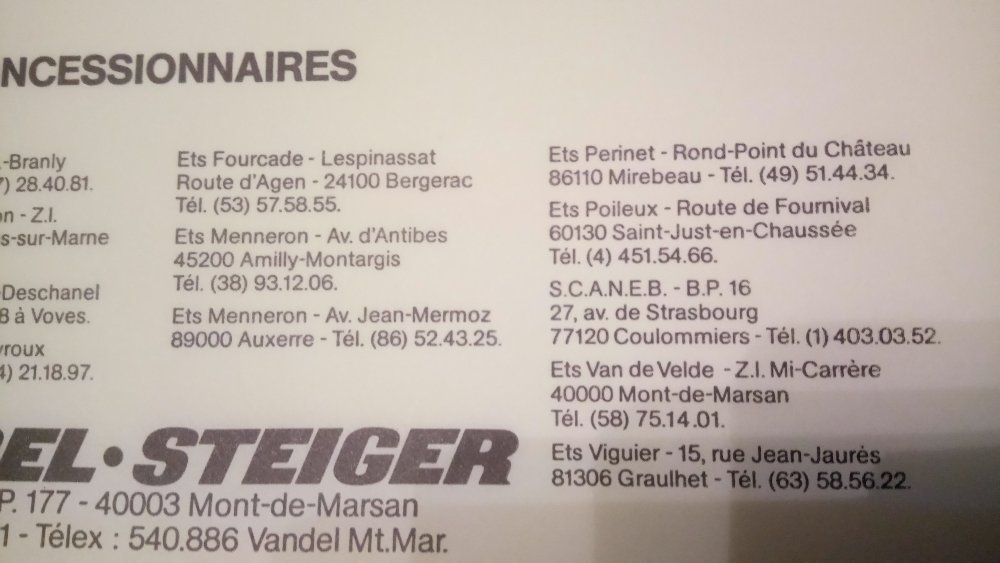 NCESSIONNAIRES
-Branly
7) 28.40.81.
on - Z.I.
s-sur-Marne
-Deschanel
8 à Voves.
vroux
4) 21.18.97.
Ets Fourcade - Lespinassat
Route d'Agen - 24100 Bergerac
Tél. (53) 57.58.55.
Ets Menneron - Av. d'Antibes
45200 Amilly-Montargis
Tél. (38) 93.12.06.
Ets Menneron - Av. Jean-Mermoz
89000 Auxerre - Tél. (86) 52.43.25.
Ets Perinet - Rond-Point du Château
86110 Mirebeau - Tél. (49) 51.44.34.
Ets Poileux - Route de Fournival
60130 Saint-Just-en-Chaussée
Tél. (4) 451.54.66.
S.C.A.N.E.B. - B.P. 16
27, av. de Strasbourg
77120 Coulommiers - Tél. (1) 403.03.52.
Ets Van de Velde - Z.I. Mi-Carrère
40000 Mont-de-Marsan
Tél. (58) 75.14.01.
Ets Viguier - 15, rue Jean-Jaurès
81306 Graulhet - Tél. (63) 58.56.22.
EL • STEIGER
P. 177 - 40003 Mont-de-Marsan
1 - Télex : 540.886 Vandel Mt.Mar.